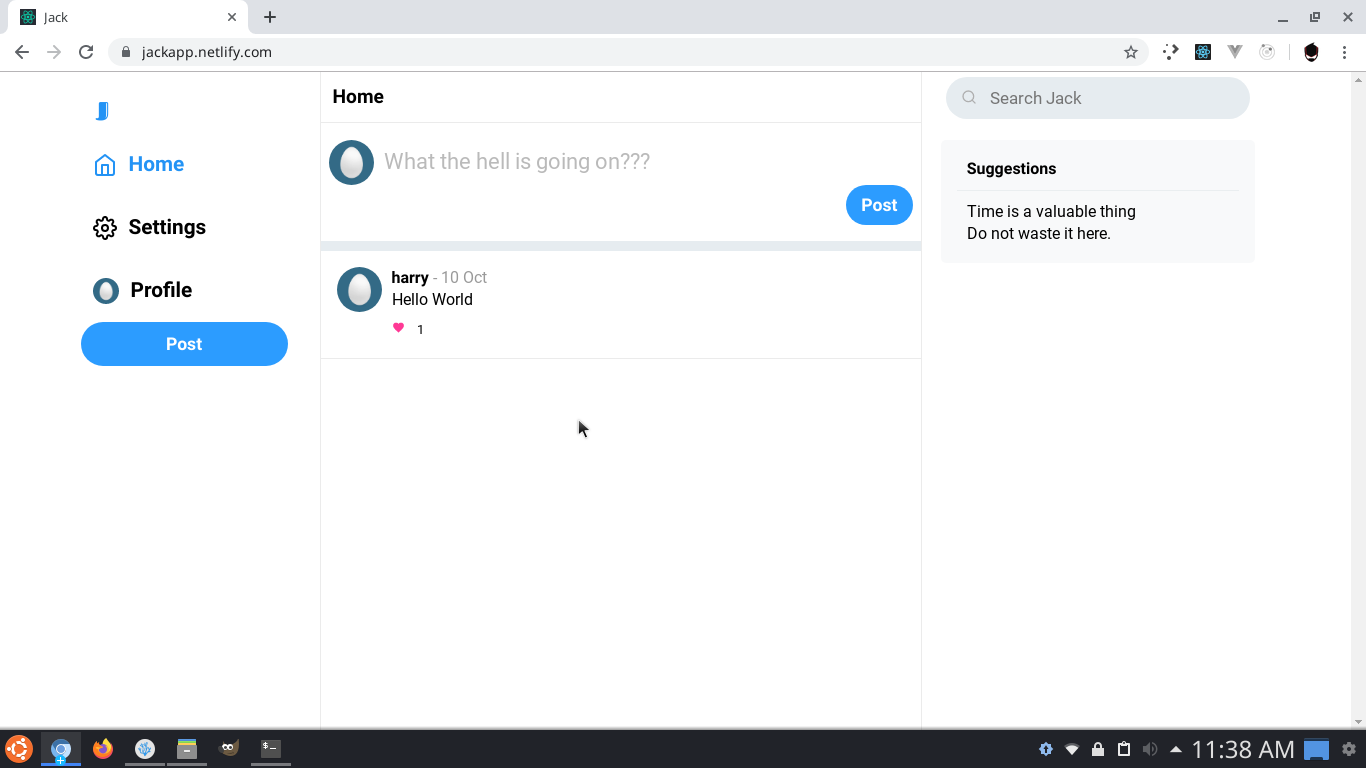 Jack
jackapp.netlify.com
Home
Settings
Profile
Post
Home
What the hell is going on???
Post
harry - 10 Oct
Hello World
1
Search Jack
Suggestions
Time is a valuable thing
Do not waste it here.
11:38 AM